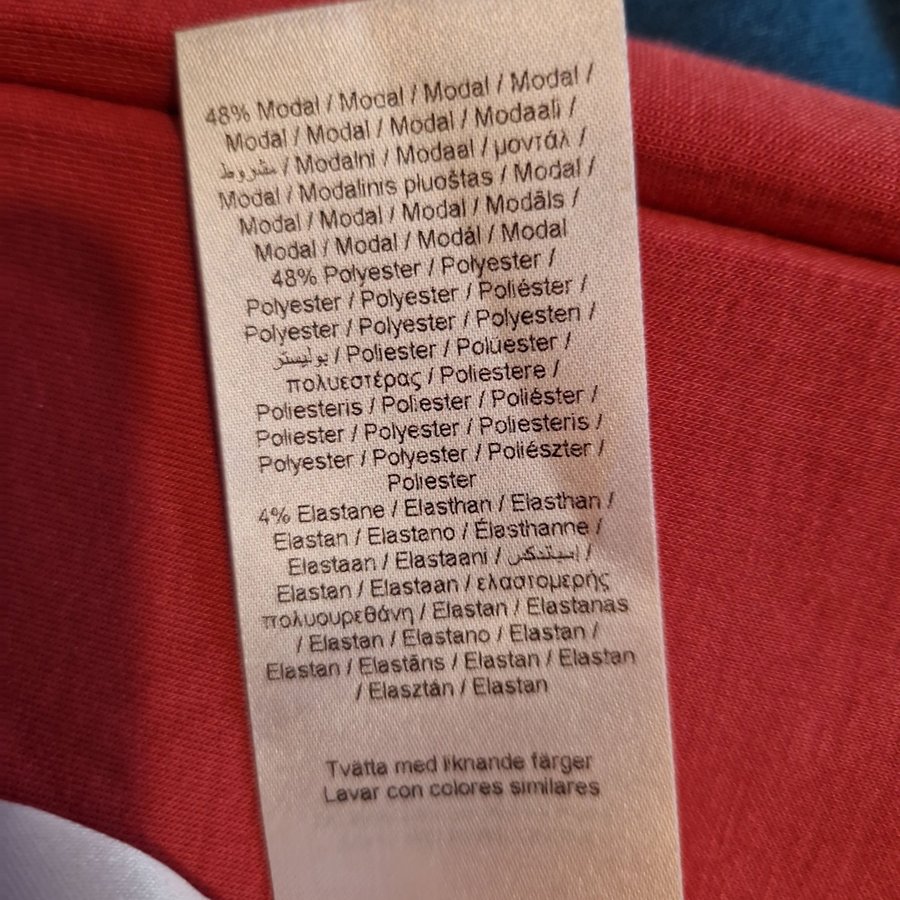 48% Modal / Modal / Modal / Modal /
Modal / Modal / Modal / Modaali /
مشروط / Modalni / Modaal / μοντάλ /
Modal / Modalinis pluoštas / Modal /
Modal / Modal / Modal / Modāls /
Modal / Modal / Modál / Modal
48% Polyester / Polyester /
Polyester / Polyester / Poliéster /
Polyester / Polyester / Polyesteri /
بوليستر / Poliester / Poluester /
πολυεστέρας / Poliestere /
Poliesteris / Poliester / Poliéster /
Poliester / Polyester / Poliesteris /
Polyester / Polyester / Poliészter /
Poliester
4% Elastane / Elasthan / Elasthan /
Elastan / Elastano / Élasthanne /
Elastaan / Elastaani / /
Elastan / Elastaan / ελαστομερής
πολυουρεθάνη / Elastan / Elastanas
/ Elastan / Elastano / Elastan /
Elastan / Elastāns / Elastan / Elastan
/ Elasztán / Elastan
Tvätta med liknande färger
Lavar con colores similares